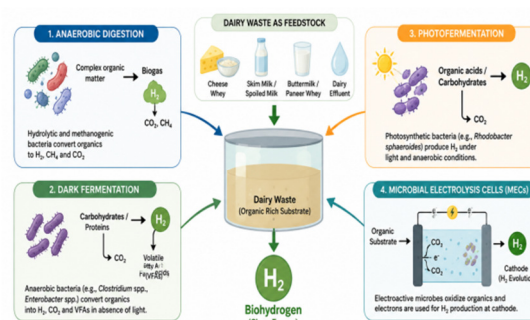 1. ANAEROBIC DIGESTION
Complex organic
matter
Biogas
H2
CO2, CH4
Hydrolytic and methanogenic
bacteria convert organics
to H2, CH4 and CO2
DAIRY WASTE AS FEEDSTOCK
Cheese
Whey
Skim Milk /
Spoiled Milk
Buttermilk /
Paneer Whey
Dairy
Effluent
3. PHOTOFERMENTATION
Organic acids /
Carbohydrates
H2
CO2
Photosynthetic bacteria (e.g., Rhodobacter
sphaeroides) produce H2 under
light and anaerobic conditions.
Dairy Waste
(Organic Rich Substrate)
2. DARK FERMENTATION
Carbohydrates /
Proteins
H2
CO2
Volatile
(VFAs)
Anaerobic bacteria (e.g., Clostridium spp.,
Enterobacter spp.) convert organics
into H2, CO2 and VFAs in absence of light.
H2
Biohydrogen
4. MICROBIAL ELECTROLYSIS CELLS (MECs)
Organic
Substrate
CO2
e-
CO2
H2
Cathode
(H2 Evolution)
Electroactive microbes oxidize organics and
electrons are used for H2 production at cathode.